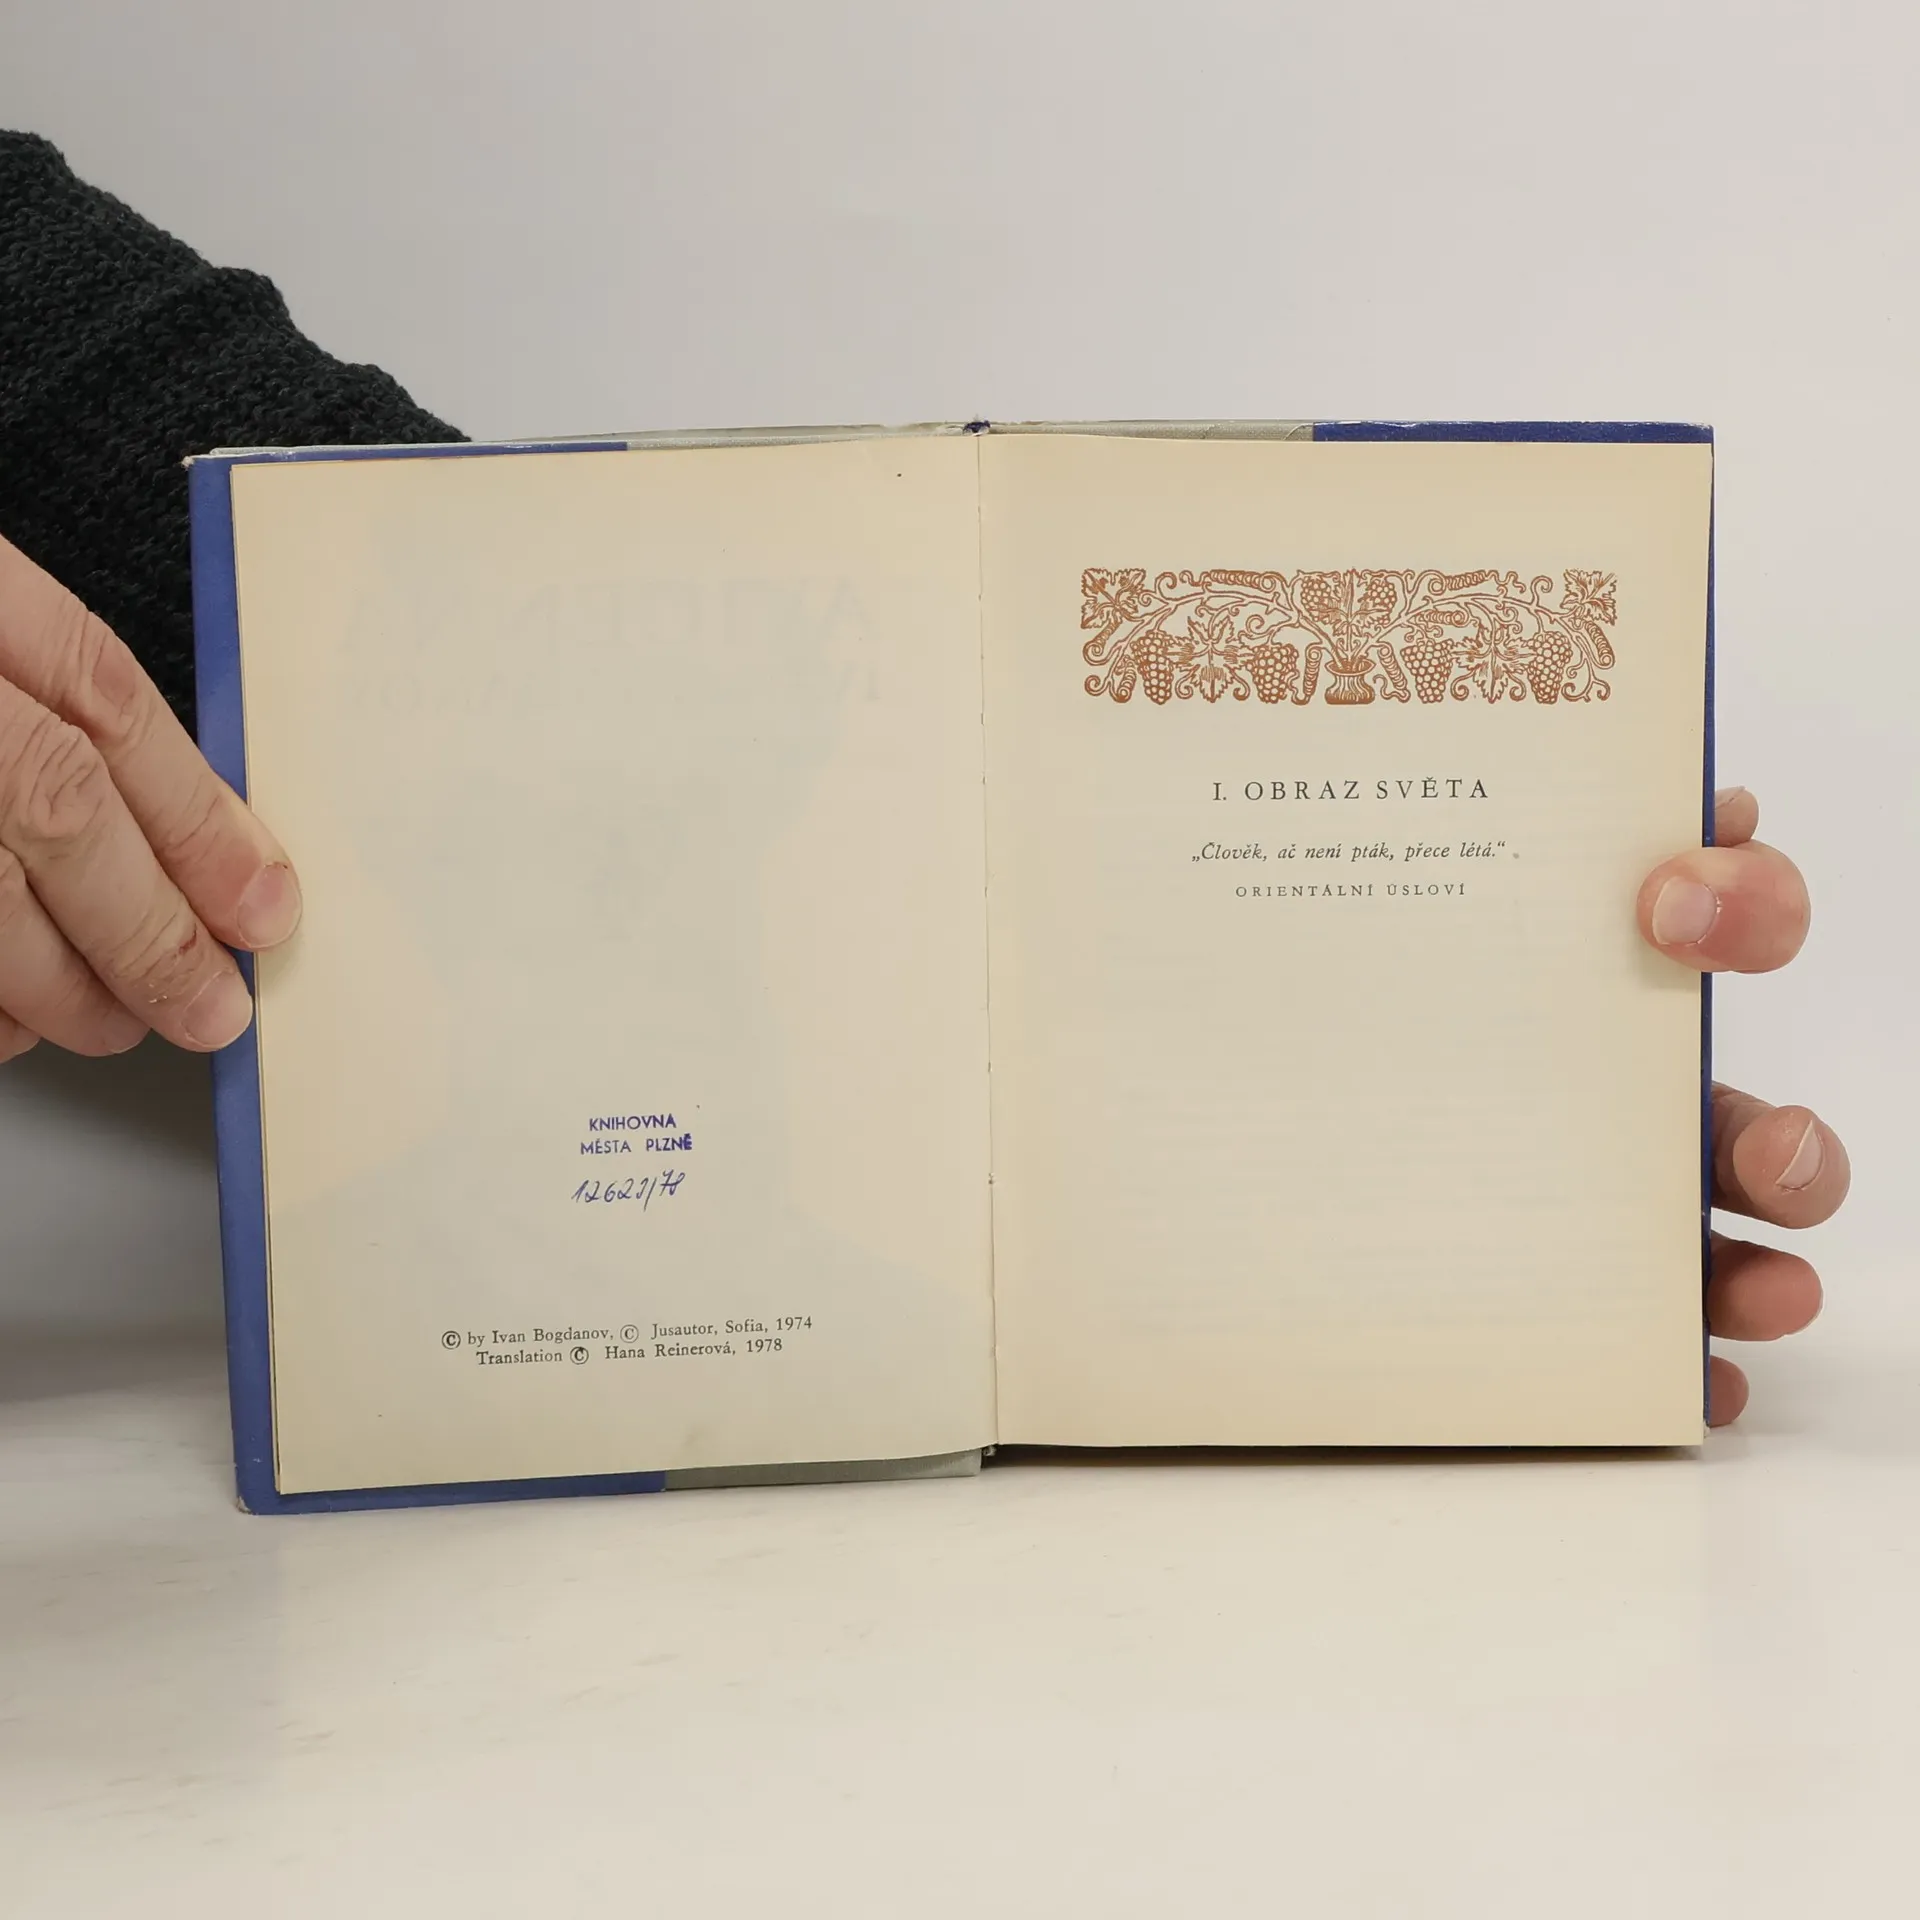 KNIHOVNA
MĚSTA PLZNĚ
12623/78
© by Ivan Bogdanov, © Jusautor, Sofia, 1974
Translation © Hana Reinerová, 1978
I. OBRAZ SVĚTA
„Člověk, ač není pták, přece létá.“
ORIENTÁLNÍ ÚSLOVÍ